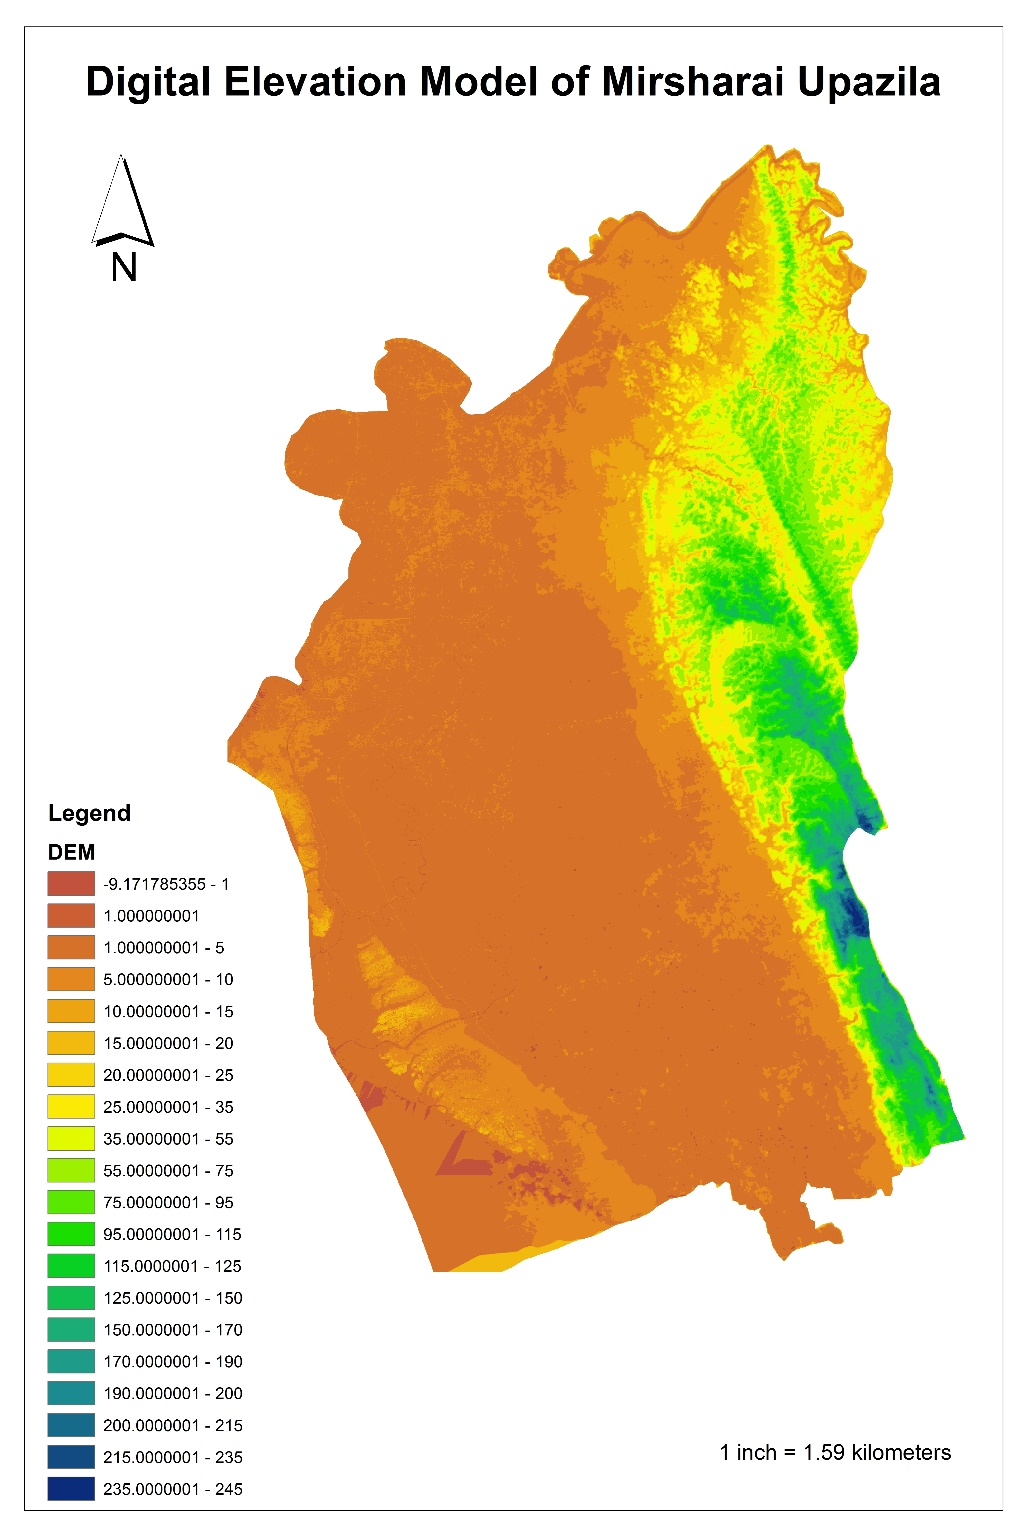 Digital Elevation Model of Mirsharai Upazila
N
Legend
DEM
-9.171785355 - 1
1.000000001
1.000000001 - 5
5.000000001 - 10
10.00000001 - 15
15.00000001 - 20
20.00000001 - 25
25.00000001 - 35
35.00000001 - 55
55.00000001 - 75
75.00000001 - 95
95.00000001 - 115
115.0000001 - 125
125.0000001 - 150
150.0000001 - 170
170.0000001 - 190
190.0000001 - 200
200.0000001 - 215
215.0000001 - 235
235.0000001 - 245
1 inch = 1.59 kilometers